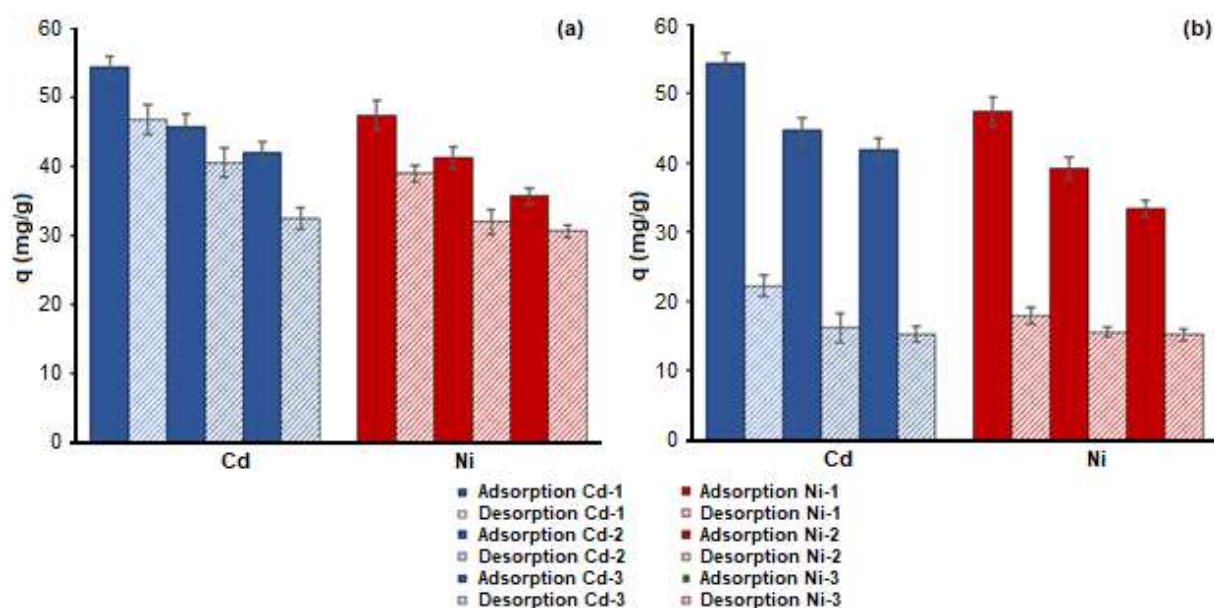 (a)
60
50
40
30
20
10
0
q (mg/g)
Cd Ni
(b)
60
50
40
30
20
10
0
q (mg/g)
Cd Ni
Adsorption Cd-1
Desorption Cd-1
Adsorption Cd-2
Desorption Cd-2
Adsorption Cd-3
Desorption Cd-3
Adsorption Ni-1
Desorption Ni-1
Adsorption Ni-2
Desorption Ni-2
Adsorption Ni-3
Desorption Ni-3